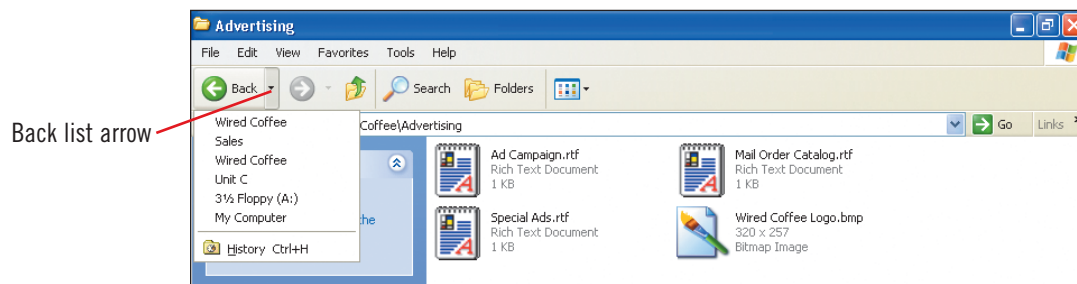 Advertising
File Edit View Favorites Tools Help
Back Search Folders
Coffee\Advertising Go Links
Back list arrow
Wired Coffee
Sales
Wired Coffee
Unit C
3½ Floppy (A:)
My Computer
History Ctrl+H
he
Ad Campaign.rtf
Rich Text Document
1 KB
Mail Order Catalog.rtf
Rich Text Document
1 KB
Special Ads.rtf
Rich Text Document
1 KB
Wired Coffee Logo.bmp
320 x 257
Bitmap Image